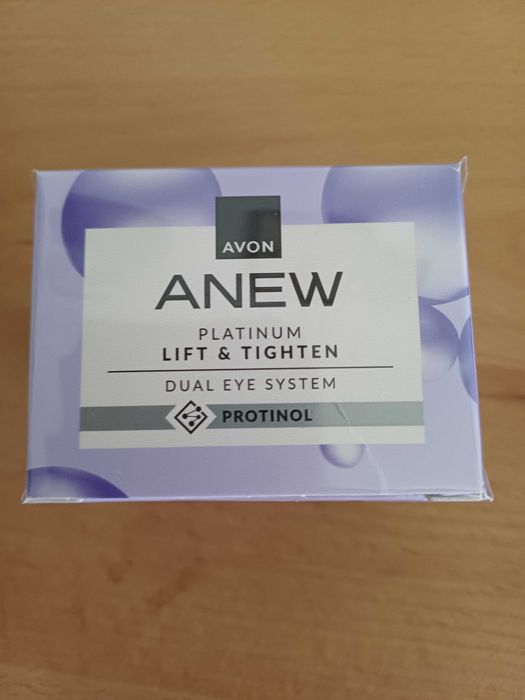 AVON
ANEW
PLATINUM
LIFT & TIGHTEN
DUAL EYE SYSTEM
PROTINOL